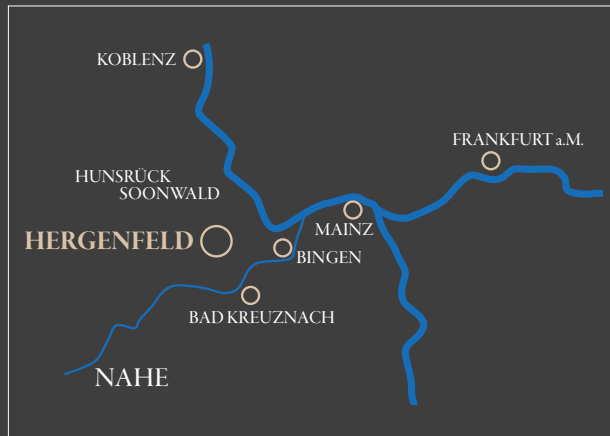 KOBLENZ
FRANKFURT a.M.
HUNSRÜCK
SOONWALD
MAINZ
HERGENFELD
BINGEN
BAD KREUZNACH
NAHE